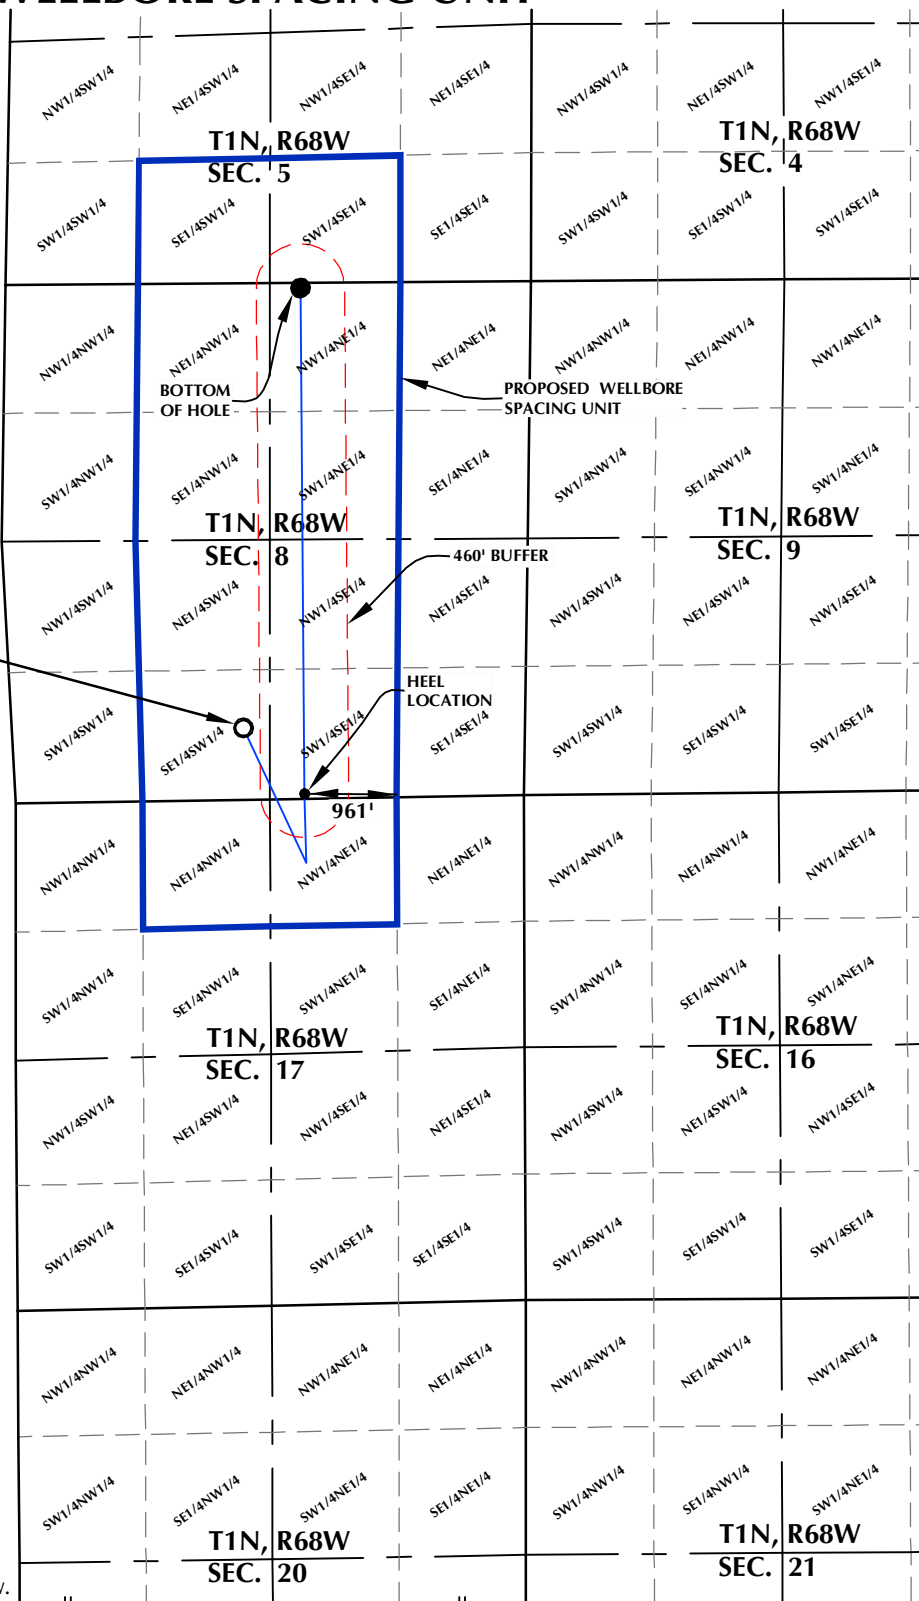 WELLBORE SPACING UNIT
NW1/4SW1/4 NE1/4SW1/4 NW1/4SE1/4 NE1/4SE1/4 NW1/4SW1/4 NE1/4SW1/4 NW1/4SE1/4
T1N, R68W
SEC. 5
T1N, R68W
SEC. 4
SW1/4SW1/4 SE1/4SW1/4 SW1/4SE1/4 SE1/4SE1/4 SW1/4SW1/4 SE1/4SW1/4 SW1/4SE1/4
NW1/4NW1/4 NE1/4NW1/4 NW1/4NE1/4 NE1/4NE1/4 NW1/4NW1/4 NE1/4NW1/4 NW1/4NE1/4
BOTTOM
OF HOLE
PROPOSED WELLBORE
SPACING UNIT
SW1/4NW1/4 SE1/4NW1/4 SW1/4NE1/4 SE1/4NE1/4 SW1/4NW1/4 SE1/4NW1/4 SW1/4NE1/4
T1N, R68W
SEC. 8
T1N, R68W
SEC. 9
460' BUFFER
NW1/4SW1/4 NE1/4SW1/4 NW1/4SE1/4 NE1/4SE1/4 NW1/4SW1/4 NE1/4SW1/4 NW1/4SE1/4
HEEL
LOCATION
SW1/4SW1/4 SE1/4SW1/4 SW1/4SE1/4 SE1/4SE1/4 SW1/4SW1/4 SE1/4SW1/4 SW1/4SE1/4
961'
NW1/4NW1/4 NE1/4NW1/4 NW1/4NE1/4 NE1/4NE1/4 NW1/4NW1/4 NE1/4NW1/4 NW1/4NE1/4
SW1/4NW1/4 SE1/4NW1/4 SW1/4NE1/4 SE1/4NE1/4 SW1/4NW1/4 SE1/4NW1/4 SW1/4NE1/4
T1N, R68W
SEC. 17
T1N, R68W
SEC. 16
NW1/4SW1/4 NE1/4SW1/4 NW1/4SE1/4 NE1/4SE1/4 NW1/4SW1/4 NE1/4SW1/4 NW1/4SE1/4
SW1/4SW1/4 SE1/4SW1/4 SW1/4SE1/4 SE1/4SE1/4 SW1/4SW1/4 SE1/4SW1/4 SW1/4SE1/4
NW1/4NW1/4 NE1/4NW1/4 NW1/4NE1/4 NE1/4NE1/4 NW1/4NW1/4 NE1/4NW1/4 NW1/4NE1/4
SW1/4NW1/4 SE1/4NW1/4 SW1/4NE1/4 SE1/4NE1/4 SW1/4NW1/4 SE1/4NW1/4 SW1/4NE1/4
T1N, R68W
SEC. 20
T1N, R68W
SEC. 21